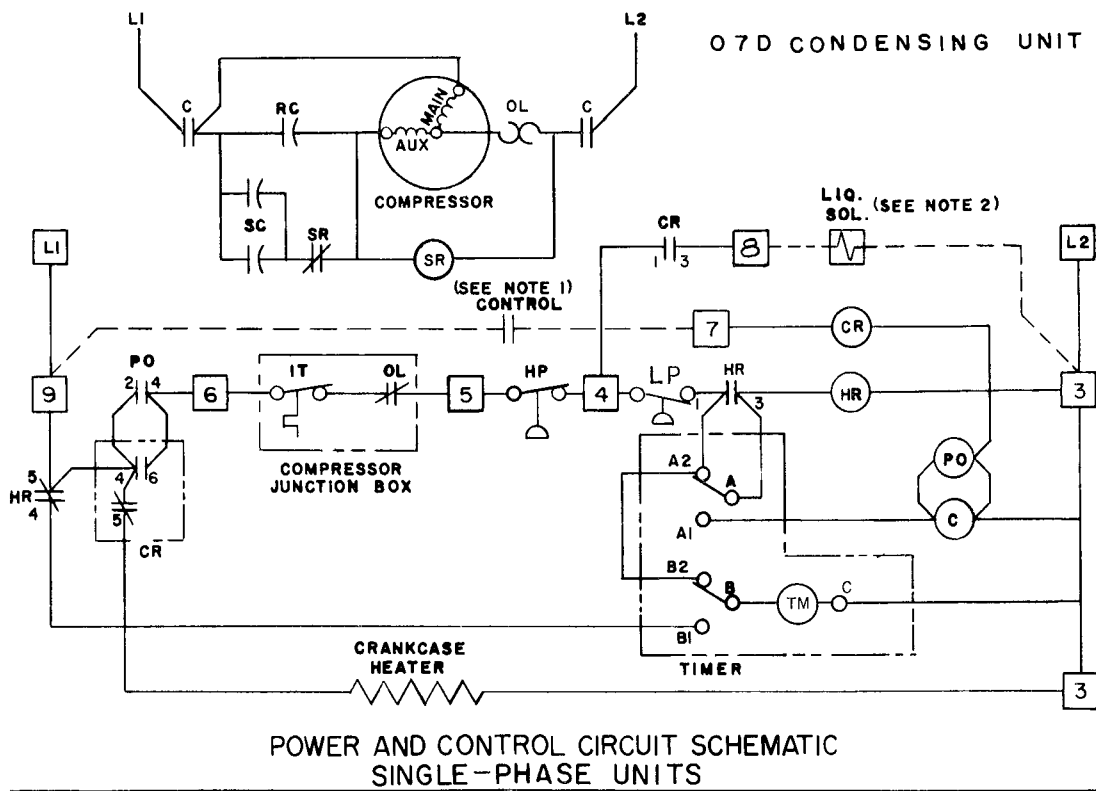 L1
L2
07D CONDENSING UNIT
C
RC
MAIN
AUX
OL
C
COMPRESSOR
SC
SR
SR
CR
1
3
8
LIQ.
SOL.
(SEE NOTE 2)
L1
L2
(SEE NOTE 1)
CONTROL
7
CR
9
PO
2
4
6
IT
OL
5
HP
4
LP
1
HR
3
HR
3
COMPRESSOR
JUNCTION BOX
4
6
5
HR
4
5
CR
A2
A
A1
PO
C
B2
B
TM
C
B1
TIMER
CRANKCASE
HEATER
3
POWER AND CONTROL CIRCUIT SCHEMATIC
SINGLE-PHASE UNITS